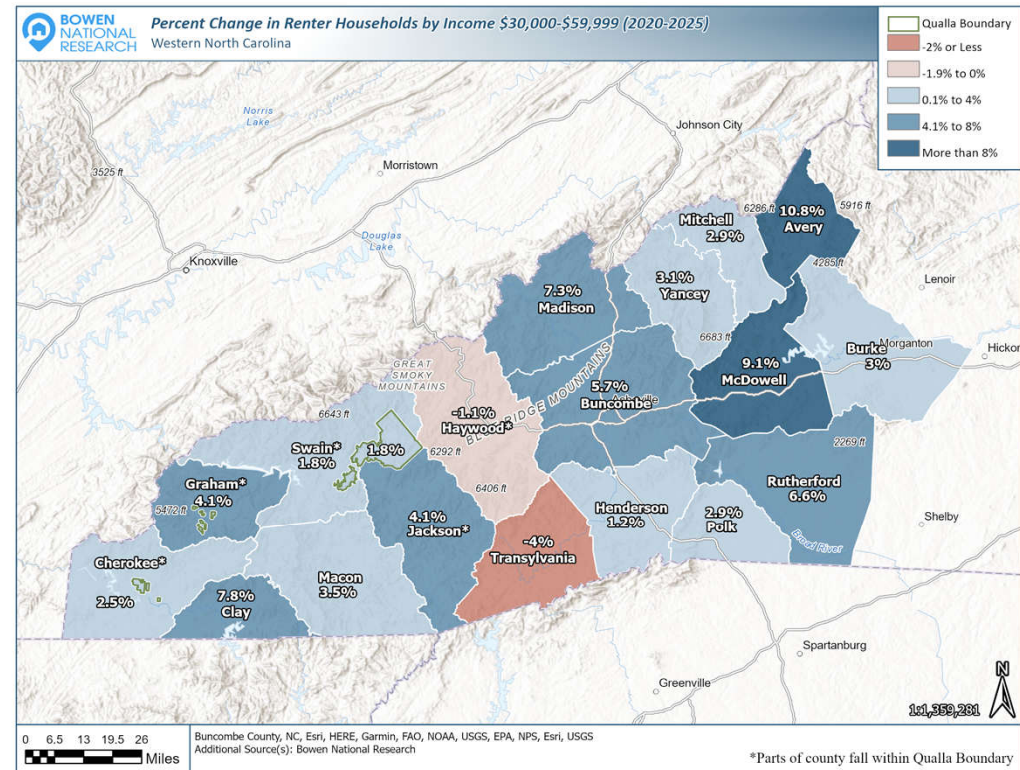 BOWEN
NATIONAL
RESEARCH
Percent Change in Renter Households by Income $30,000-$59,999 (2020-2025)
Western North Carolina
Qualla Boundary
-2% or Less
-1.9% to 0%
0.1% to 4%
4.1% to 8%
More than 8%
Norris
Lake
Johnson City
3525 ft
Morristown
6286 ft
10.8%
Avery
5916 ft
Mitchell
2.9%
Douglas
Lake
Knoxville
4285 ft
Lenoir
7.3%
Madison
3.1%
Yancey
6683 ft
Burke
3%
Morganton
Hickor
9.1%
McDowell
GREAT
SMOKY
MOUNTAINS
BLUE RIDGE MOUNTAINS
5.7%
Buncombe
Asheville
-1.1%
Haywood*
6643 ft
Swain*
1.8%
1.8%
6292 ft
2269 ft
Rutherford
6.6%
Graham*
4.1%
5472 ft
6406 ft
4.1%
Jackson*
Henderson
1.2%
2.9%
Polk
Shelby
-4%
Transylvania
Broad River
Cherokee*
2.5%
7.8%
Clay
Macon
3.5%
Spartanburg
Greenville
N
1:1,359,281
0 6.5 13 19.5 26
Miles
Buncombe County, NC, Esri, HERE, Garmin, FAO, NOAA, USGS, EPA, NPS, Esri, USGS
Additional Source(s): Bowen National Research
*Parts of county fall within Qualla Boundary